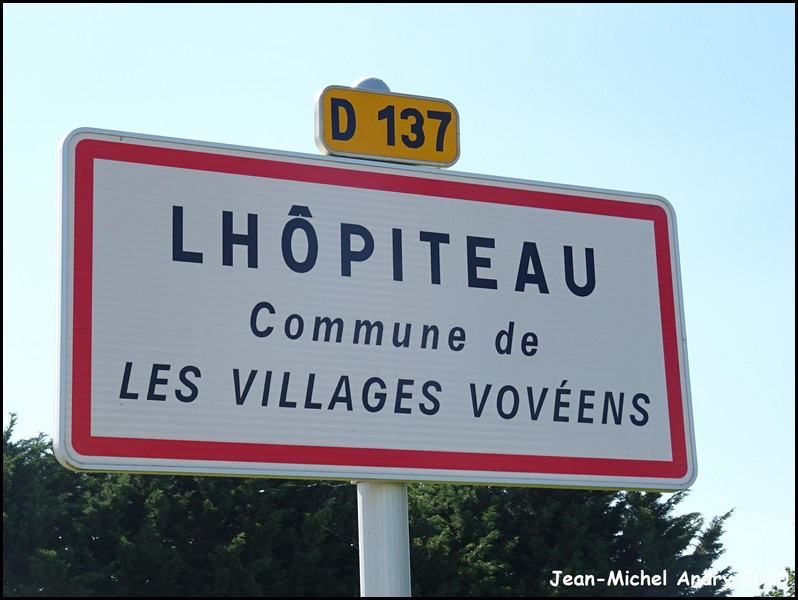 D 137
LHÔPITEAU
Commune de
LES VILLAGES VOVÉENS
Jean-Michel Andry